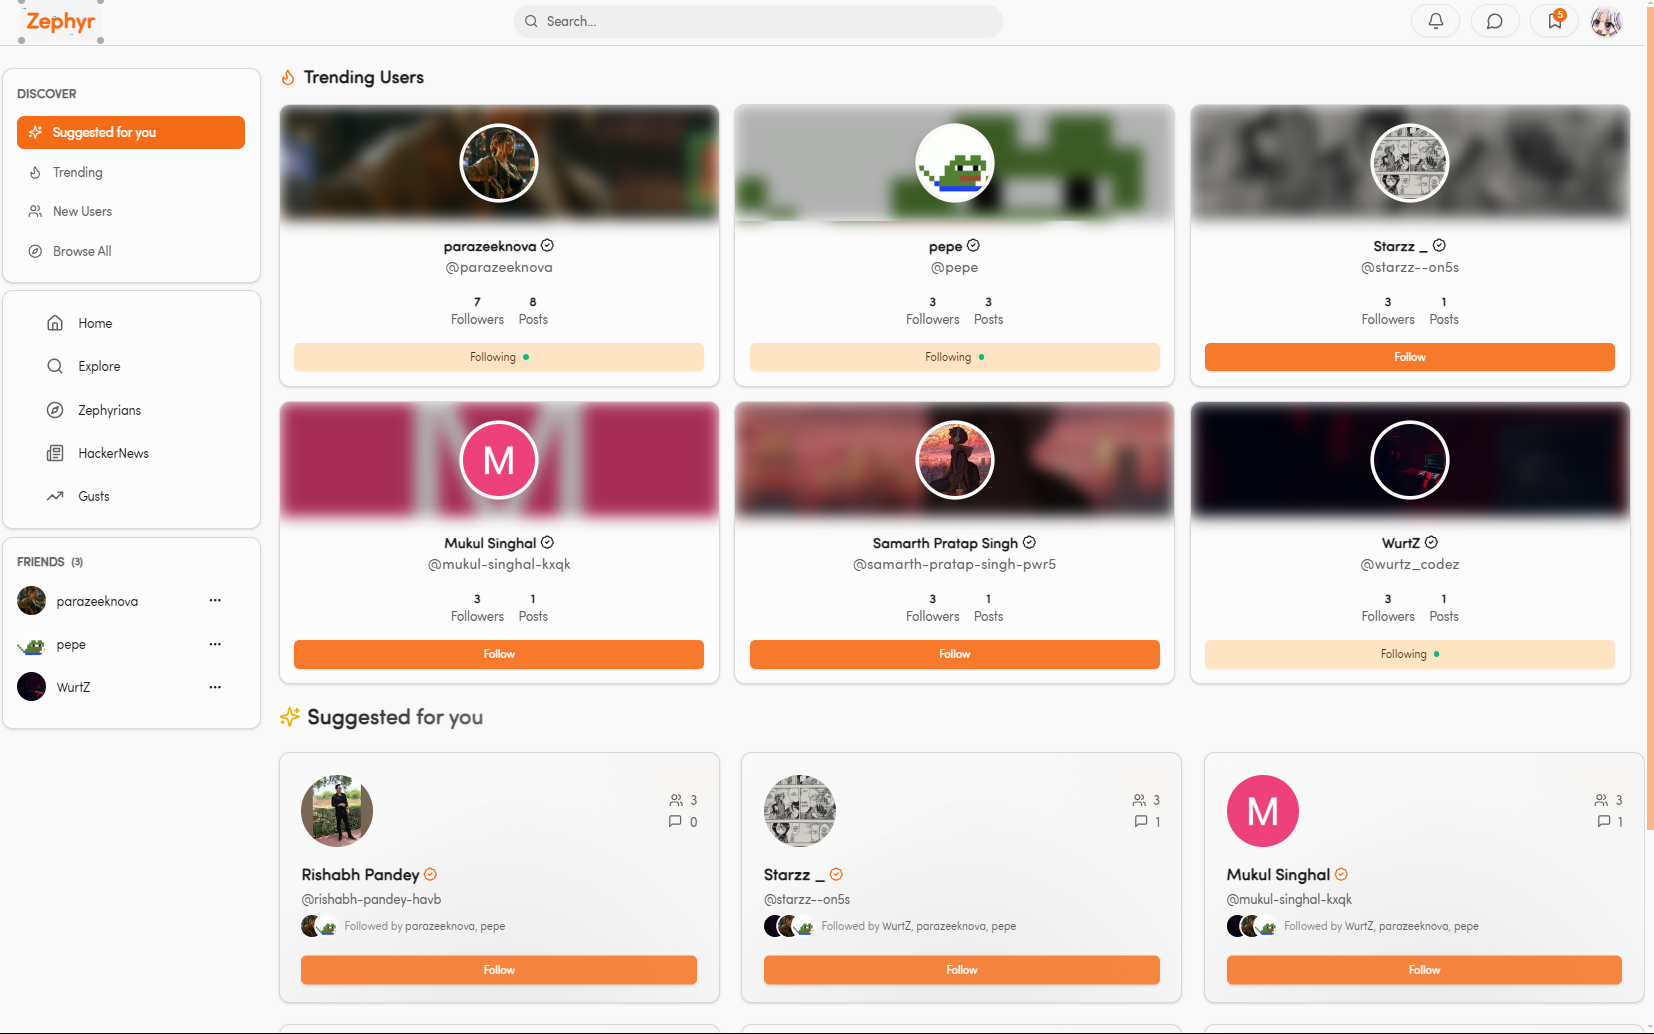 Zephyr
Search...
5
DISCOVER
Suggested for you
Trending
New Users
Browse All
Home
Explore
Zephyrians
HackerNews
Gusts
FRIENDS (3)
parazeeknova
pepe
WurtZ
Trending Users
parazeeknova
@parazeeknova
7 8
Followers Posts
Following
pepe
@pepe
3 3
Followers Posts
Following
Starzz _
@starzz--on5s
3 1
Followers Posts
Follow
M
Mukul Singhal
@mukul-singhal-kxqk
3 1
Followers Posts
Follow
Samarth Pratap Singh
@samarth-pratap-singh-pwr5
3 1
Followers Posts
Follow
WurtZ
@wurtz_codez
3 1
Followers Posts
Following
Suggested for you
3
0
Rishabh Pandey
@rishabh-pandey-havb
Followed by parazeeknova, pepe
Follow
3
1
Starzz _
@starzz--on5s
Followed by WurtZ, parazeeknova, pepe
Follow
M
3
1
Mukul Singhal
@mukul-singhal-kxqk
Followed by WurtZ, parazeeknova, pepe
Follow